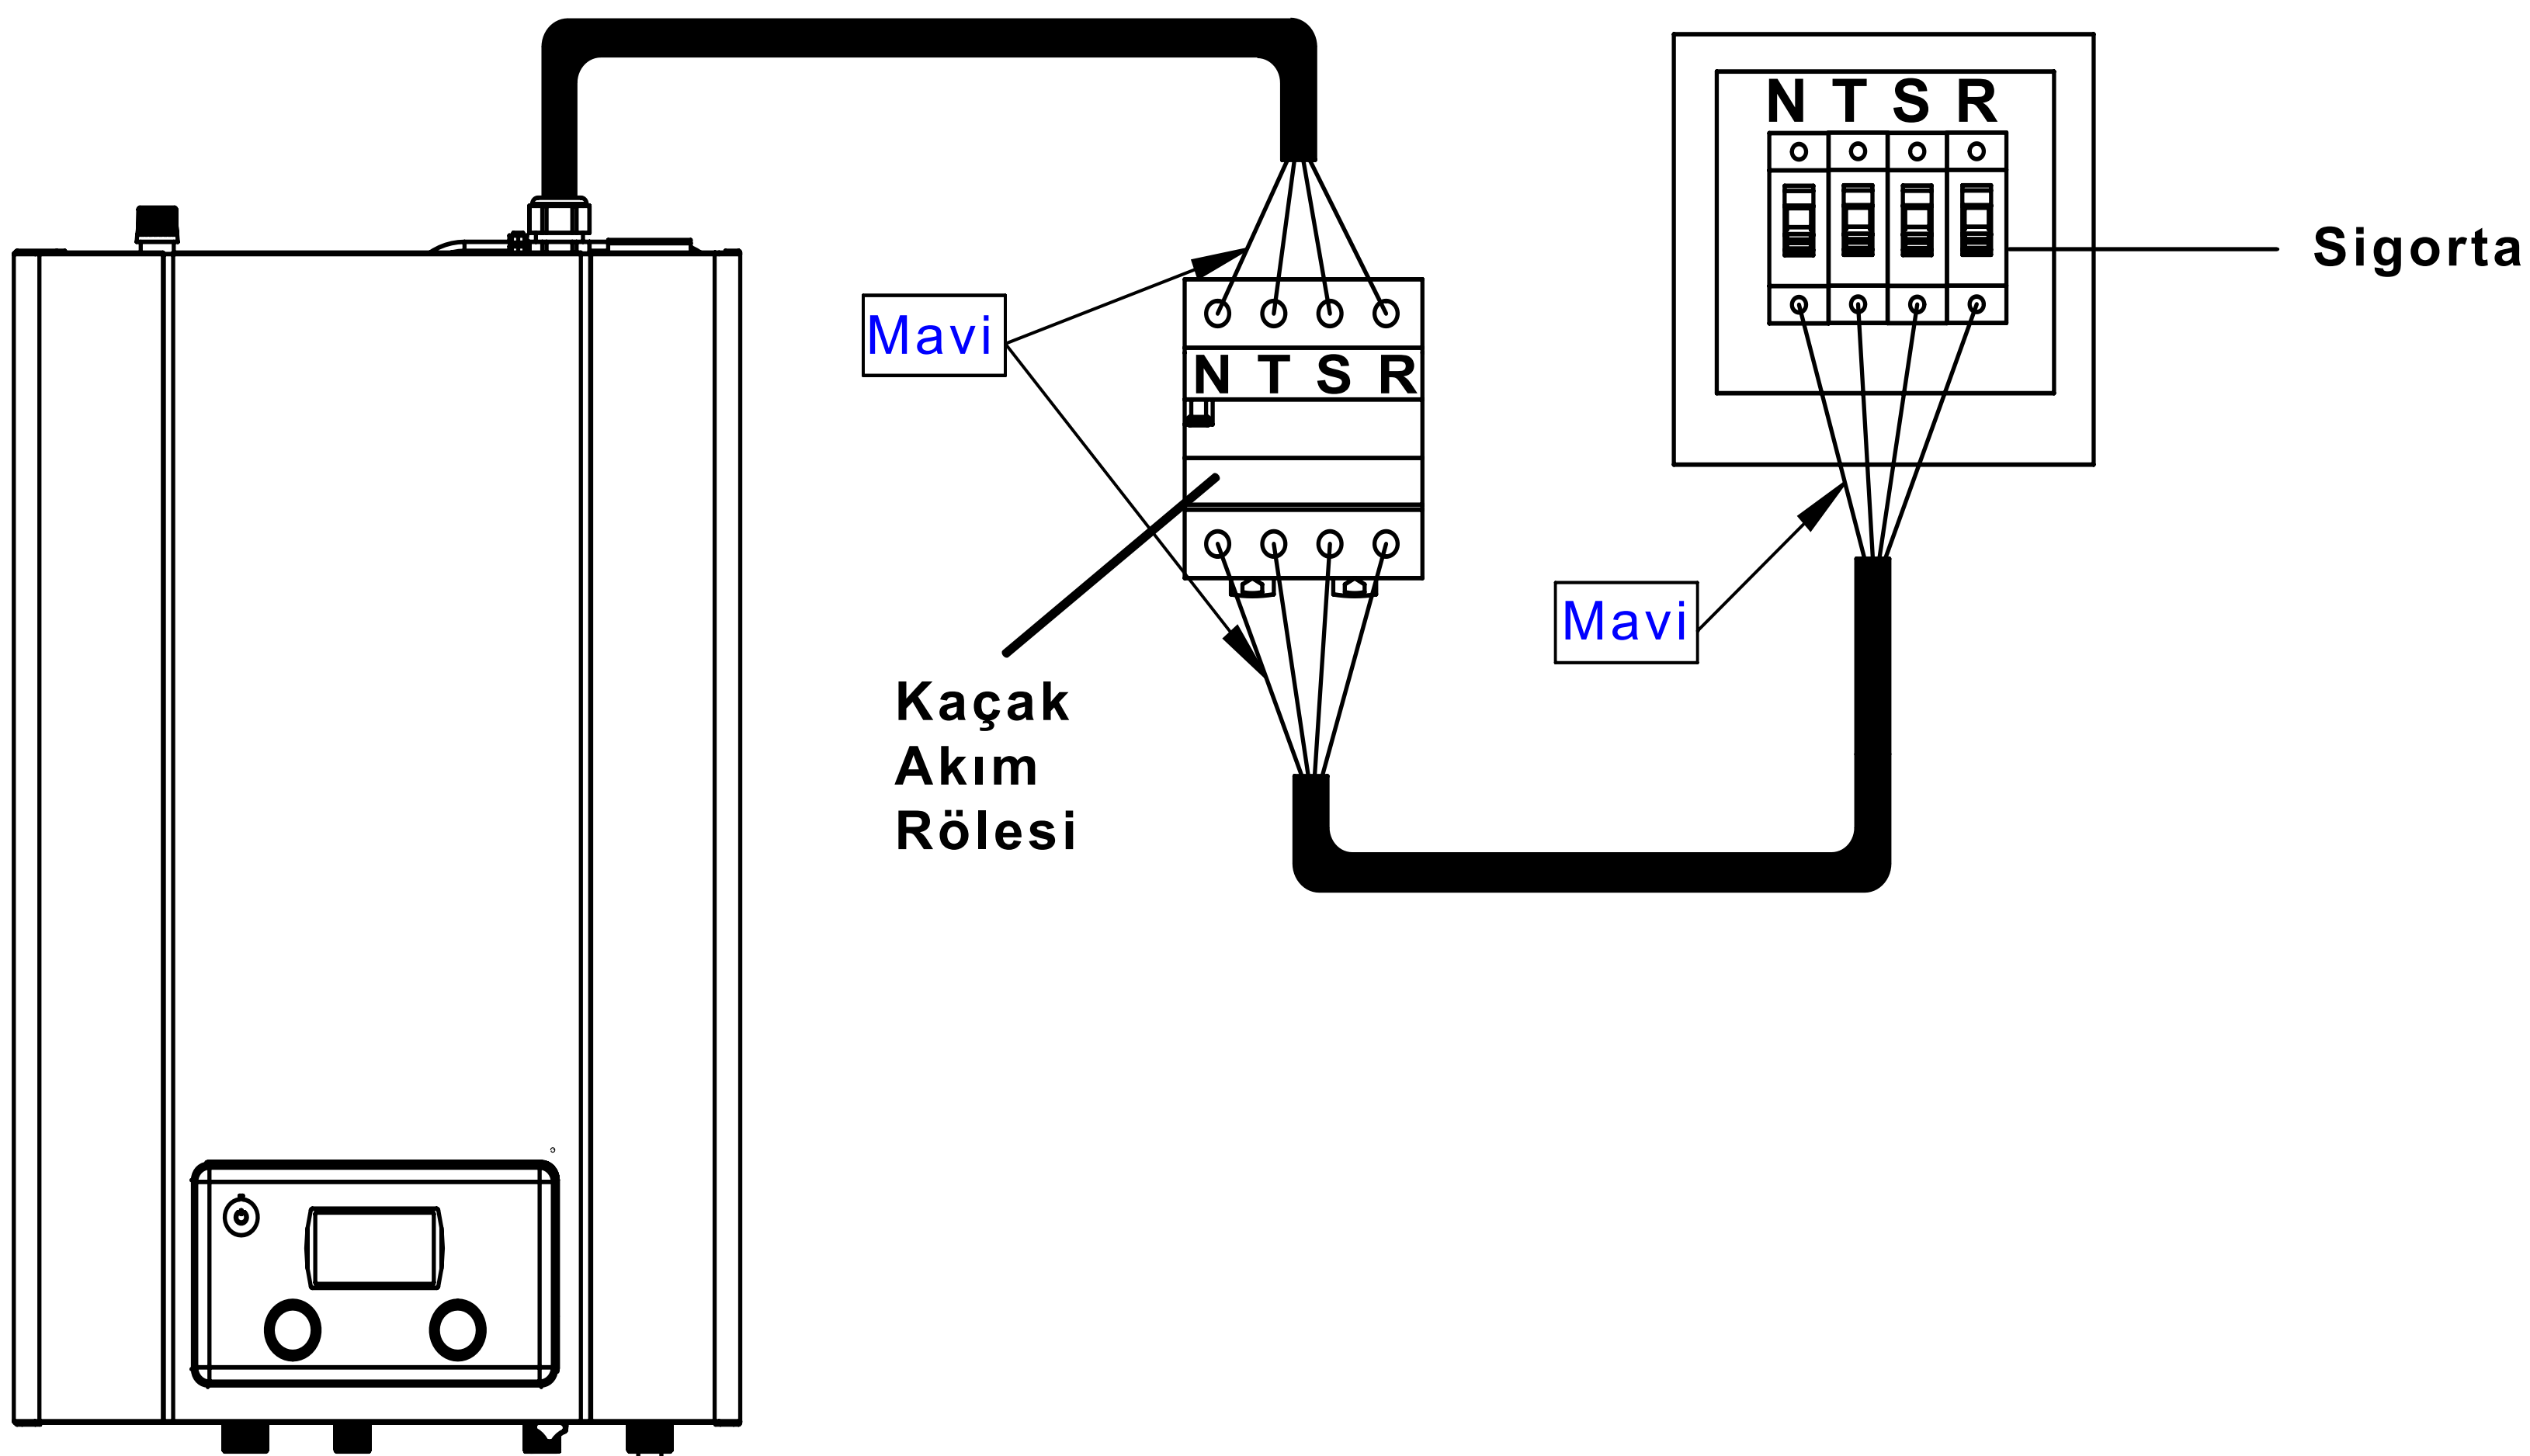 N T S R
Sigorta
Mavi
N T S R
Mavi
Kaçak
Akım
Rölesi